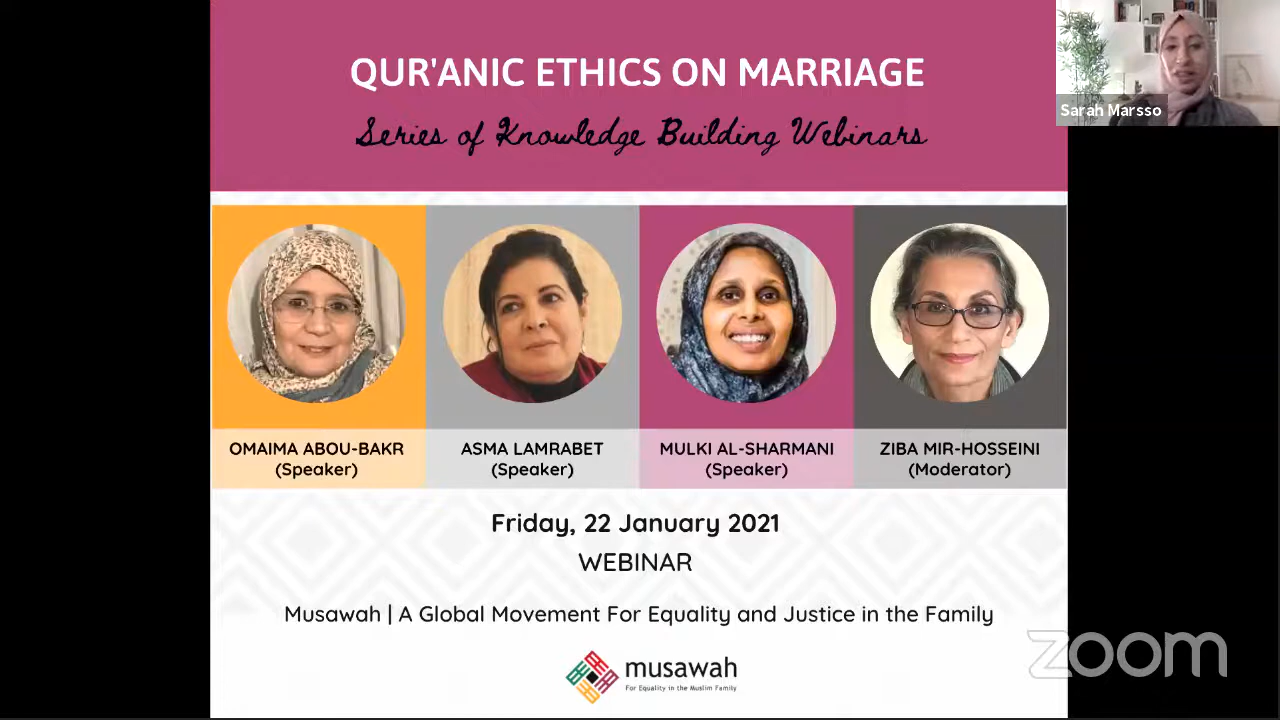 QUR'ANIC ETHICS ON MARRIAGE
Series of Knowledge Building Webinars
Sarah Marsso
OMAIMA ABOU-BAKR
(Speaker)
ASMA LAMRABET
(Speaker)
MULKI AL-SHARMANI
(Speaker)
ZIBA MIR-HOSSEINI
(Moderator)
Friday, 22 January 2021
WEBINAR
Musawah | A Global Movement For Equality and Justice in the Family
musawah
For Equality in the Muslim Family
zoom